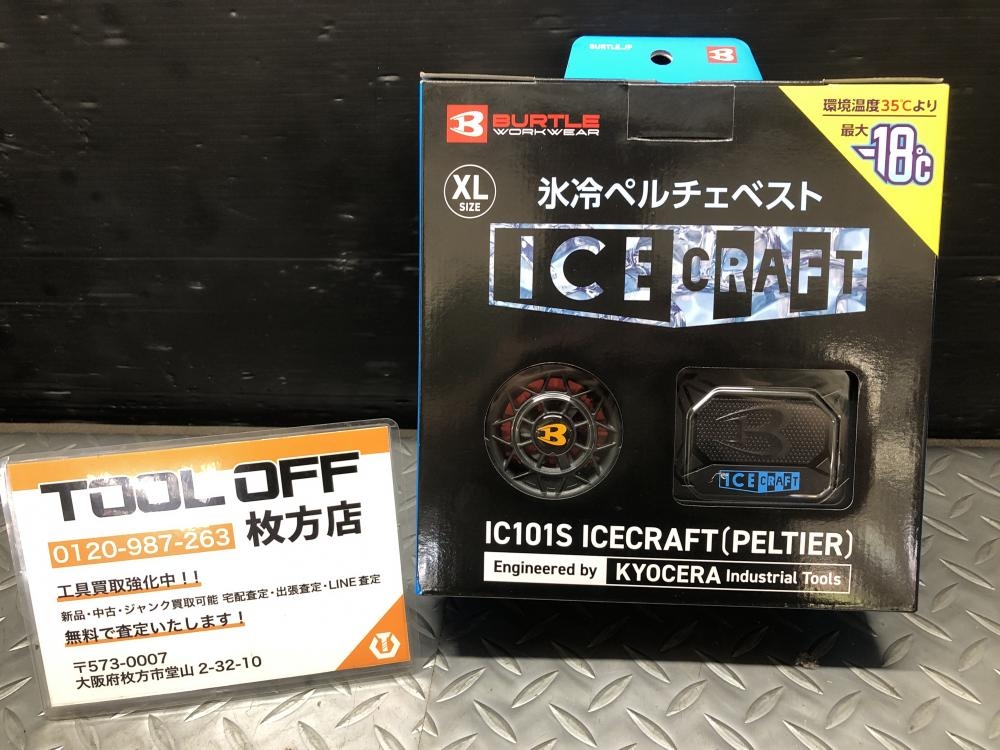 BURTLE.JP
B
BURTLE
WORKWEAR
環境温度35℃より
最大
-18℃
XL
SIZE
氷冷ペルチェベスト
ICE CRAFT
B
ICE CRAFT
IC101S ICECRAFT(PELTIER)
Engineered by KYOCERA Industrial Tools
TOOL OFF
0120-987-263 枚方店
工具買取強化中!!
新品・中古・ジャンク買取可能 宅配査定・出張査定・LINE査定
無料で査定いたします!
〒573-0007
大阪府枚方市堂山 2-32-10